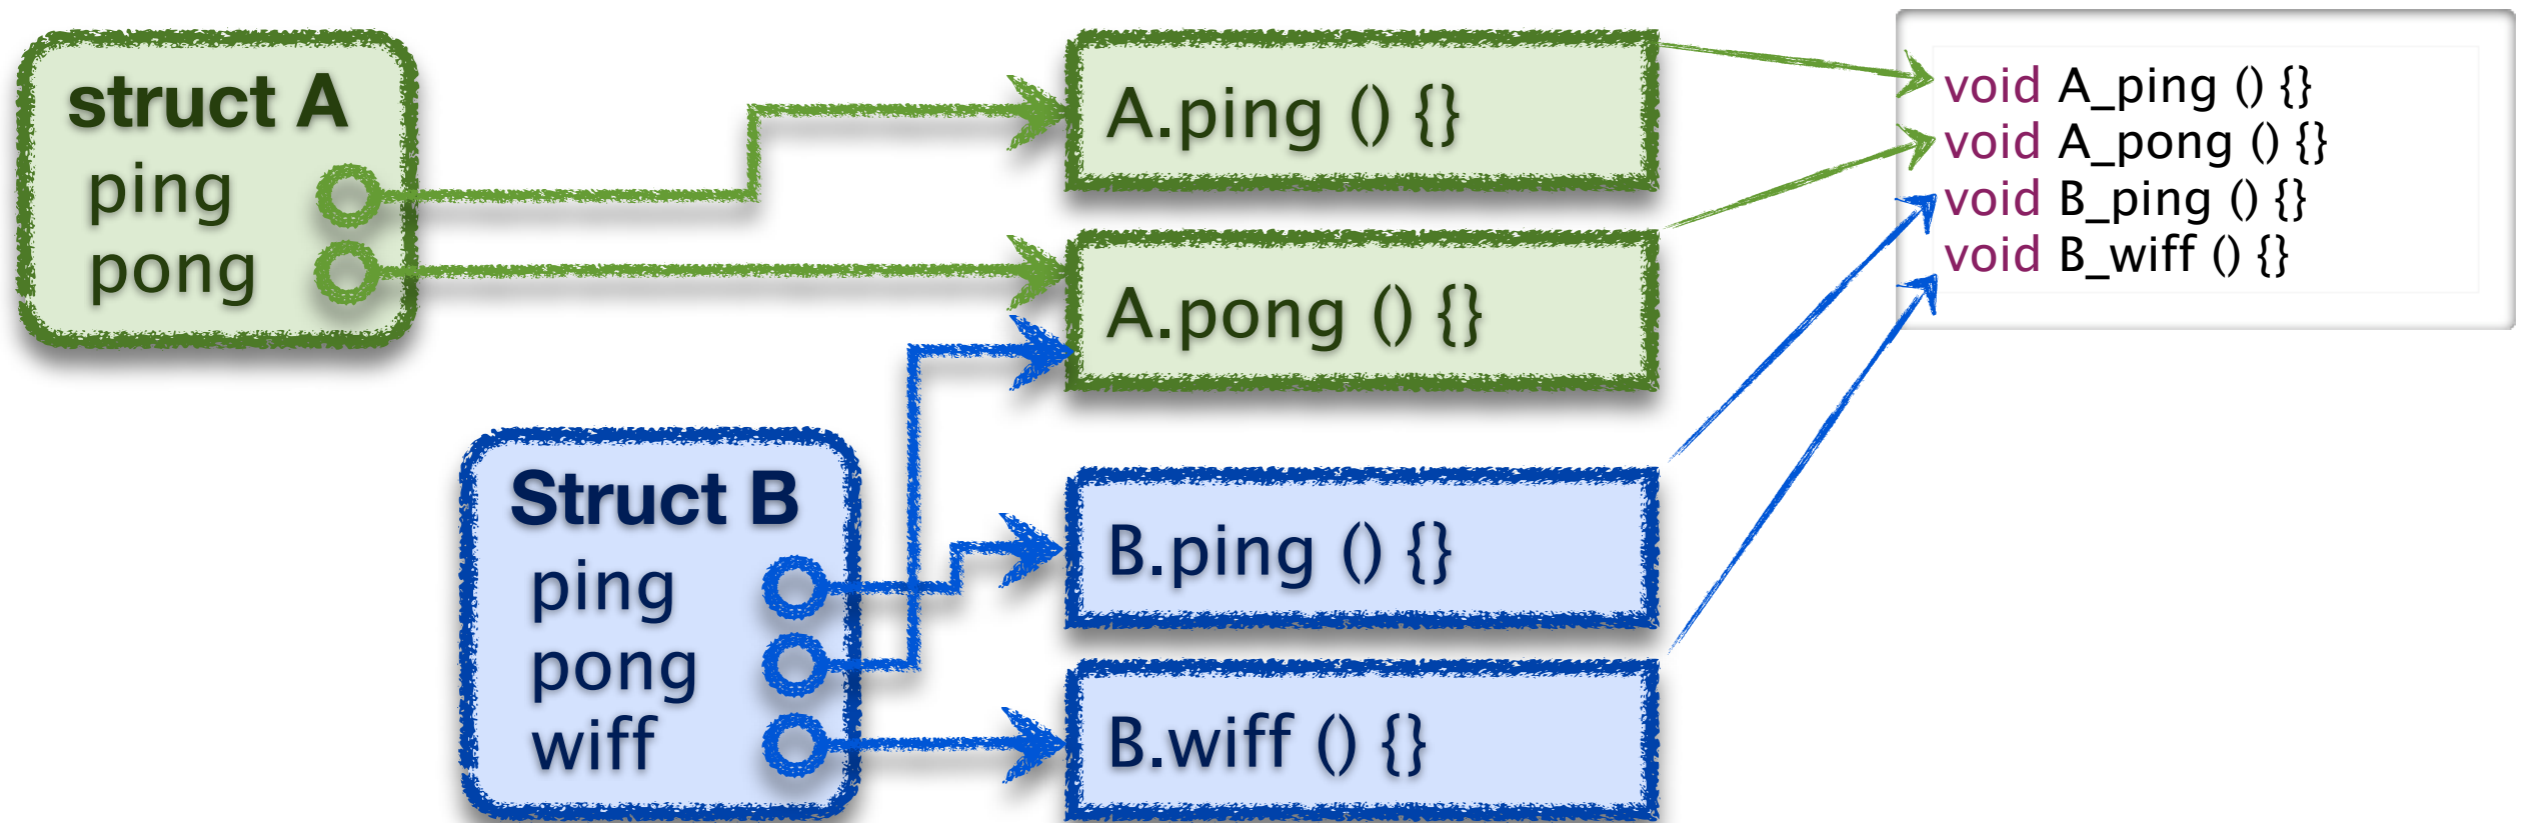 struct A
ping
pong
A.ping () {}
A.pong () {}
void A_ping () {}
void A_pong () {}
void B_ping () {}
void B_wiff () {}
Struct B
ping
pong
wiff
B.ping () {}
B.wiff () {}